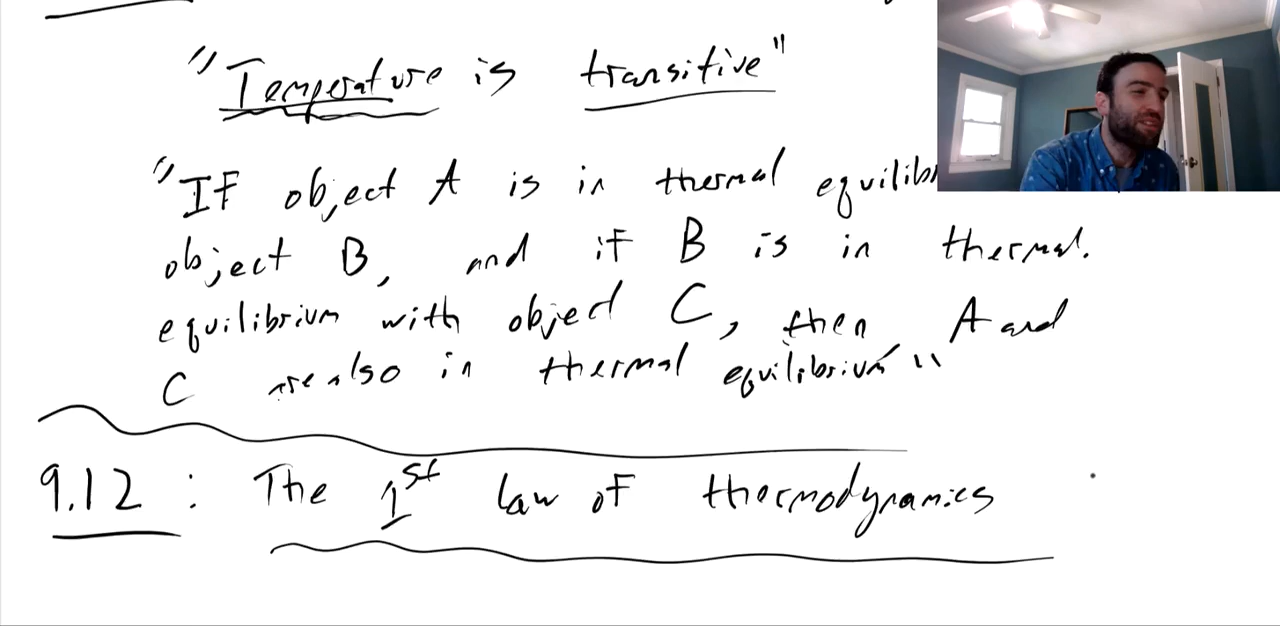 "Temperature is transitive"
"If object A is in thermal
object B, and if B is in thermal.
equilibrium with object C, then A and
C are also in thermal equilibrium"
9.12 : The 1st law of thermodynamics